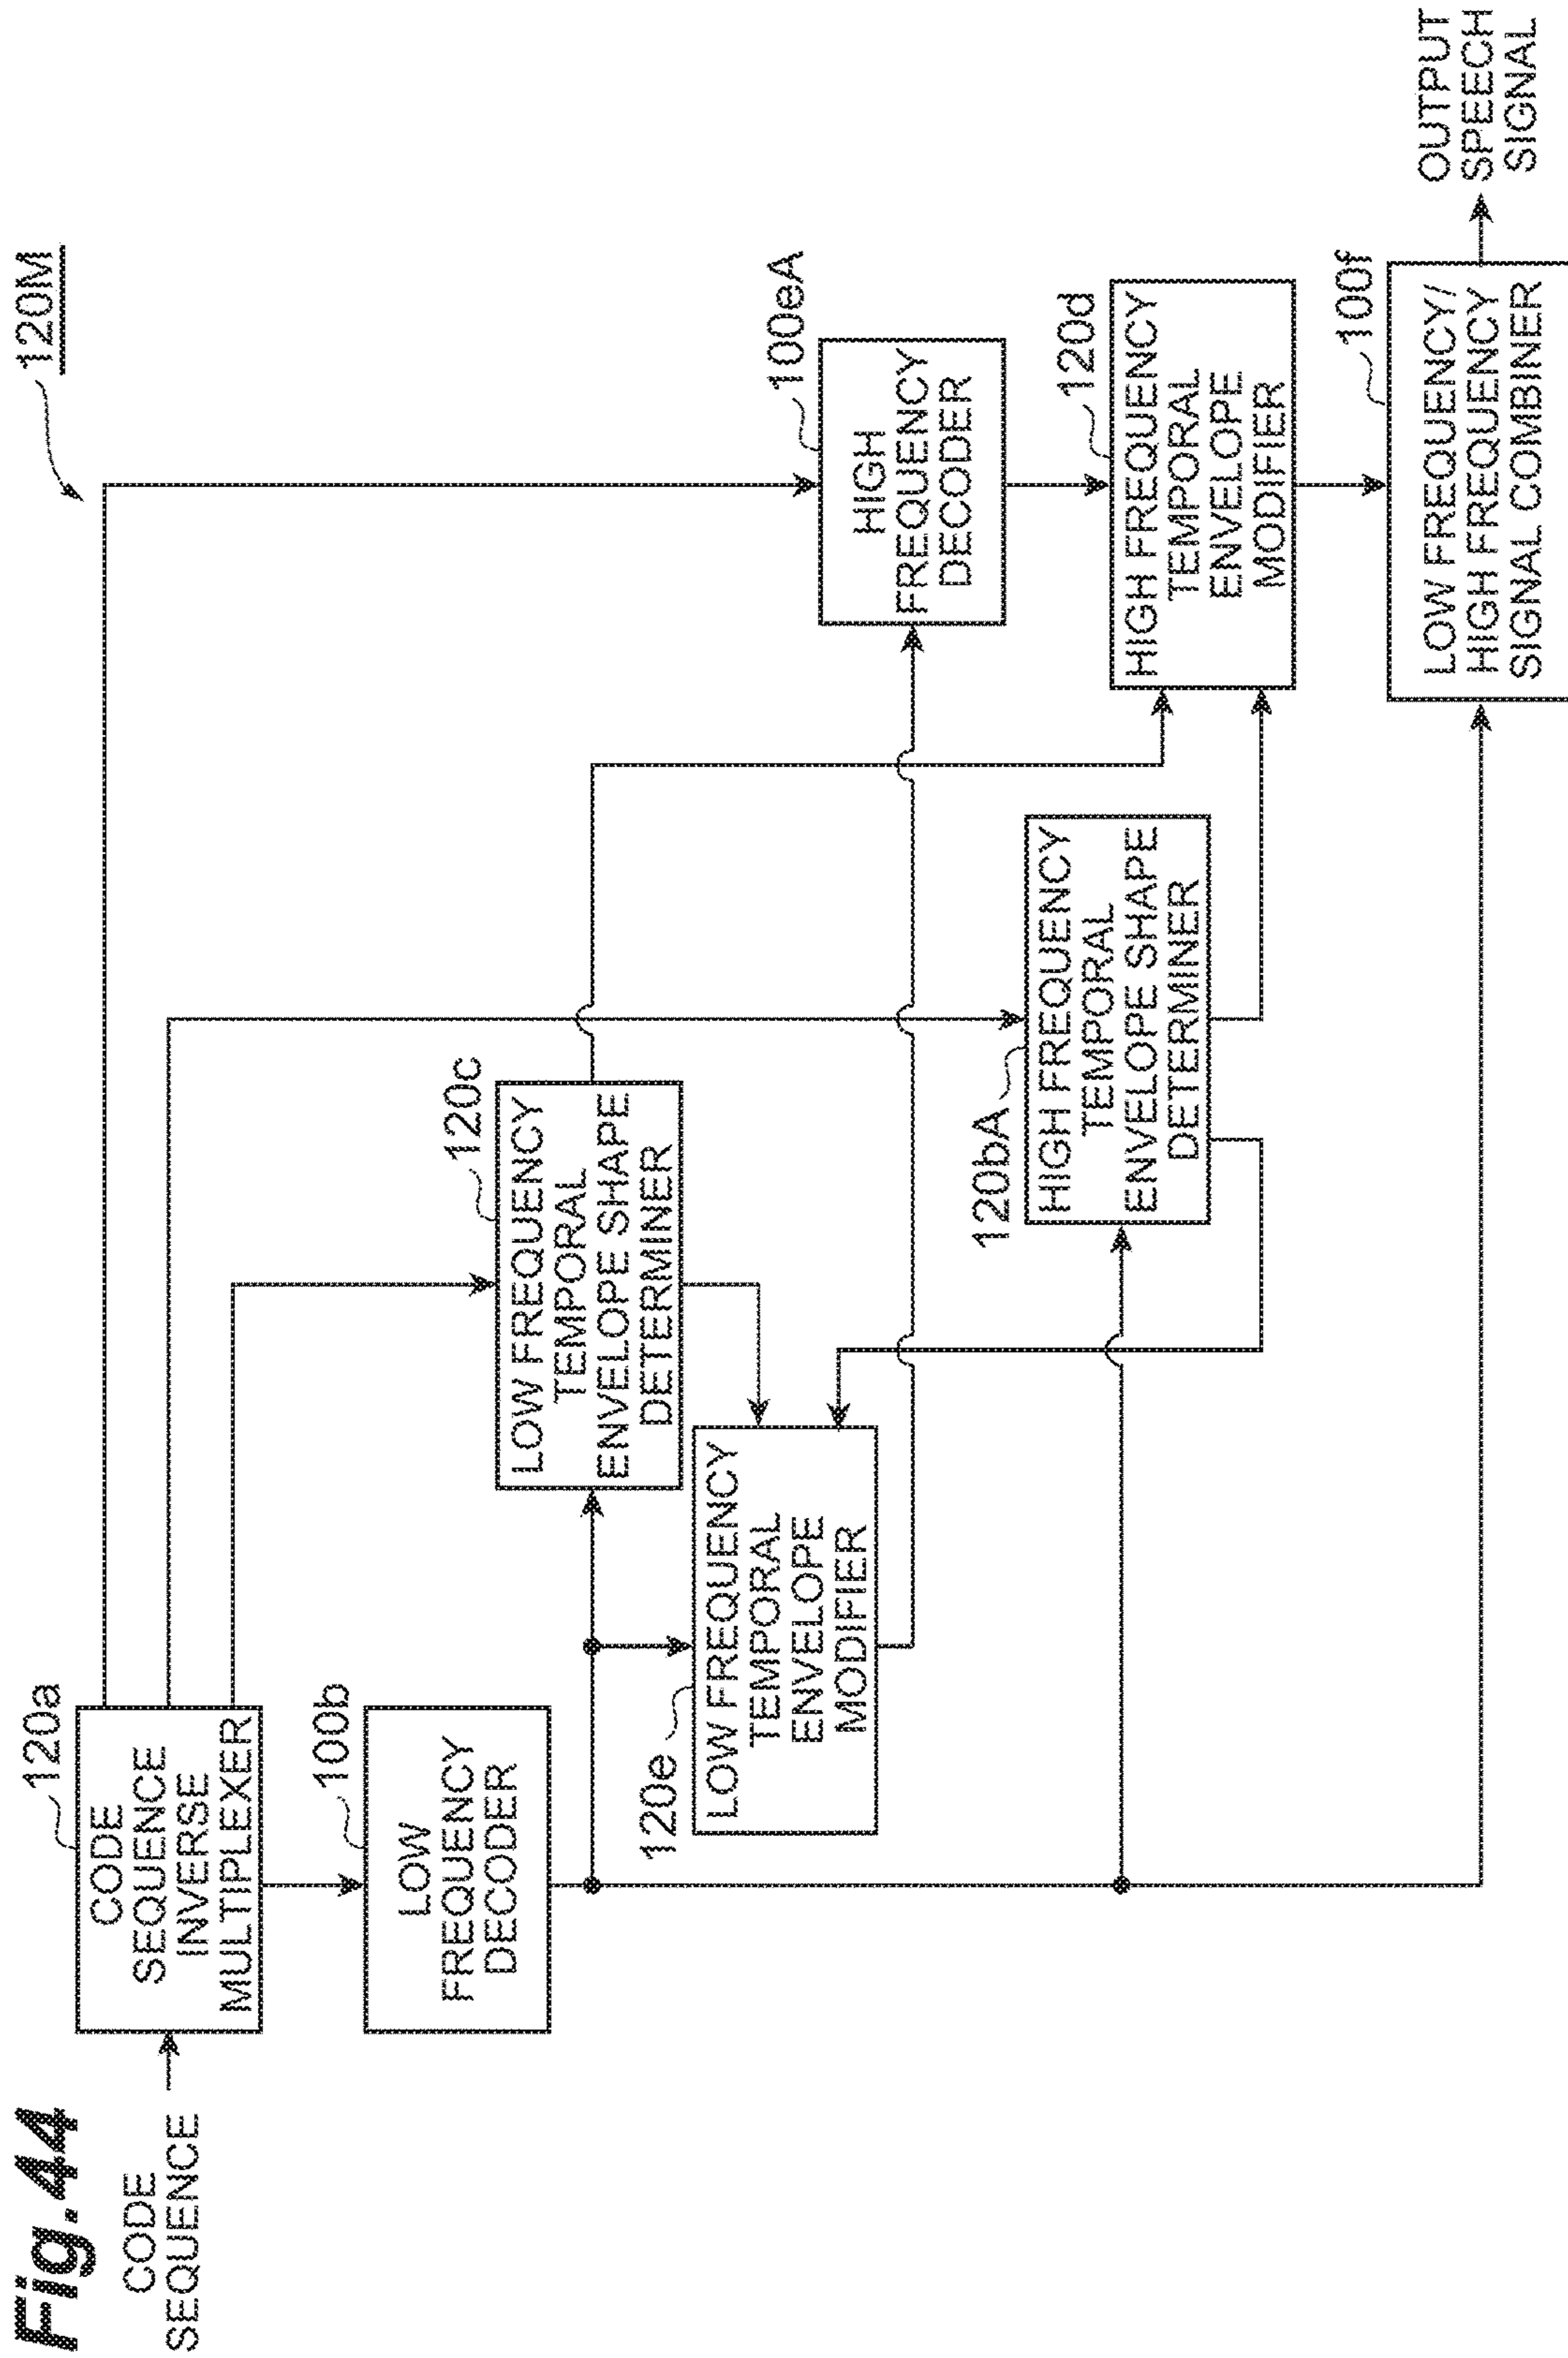 Fig.44
120M
CODE
SEQUENCE
120a
CODE
SEQUENCE
INVERSE
MULTIPLEXER
100b
LOW
FREQUENCY
DECODER
120c
LOW FREQUENCY
TEMPORAL
ENVELOPE SHAPE
DETERMINER
120e
LOW FREQUENCY
TEMPORAL
ENVELOPE
MODIFIER
100eA
HIGH
FREQUENCY
DECODER
120bA
HIGH FREQUENCY
TEMPORAL
ENVELOPE SHAPE
DETERMINER
120d
HIGH FREQUENCY
TEMPORAL
ENVELOPE
MODIFIER
100f
LOW FREQUENCY/
HIGH FREQUENCY
SIGNAL COMBINER
OUTPUT
SPEECH
SIGNAL